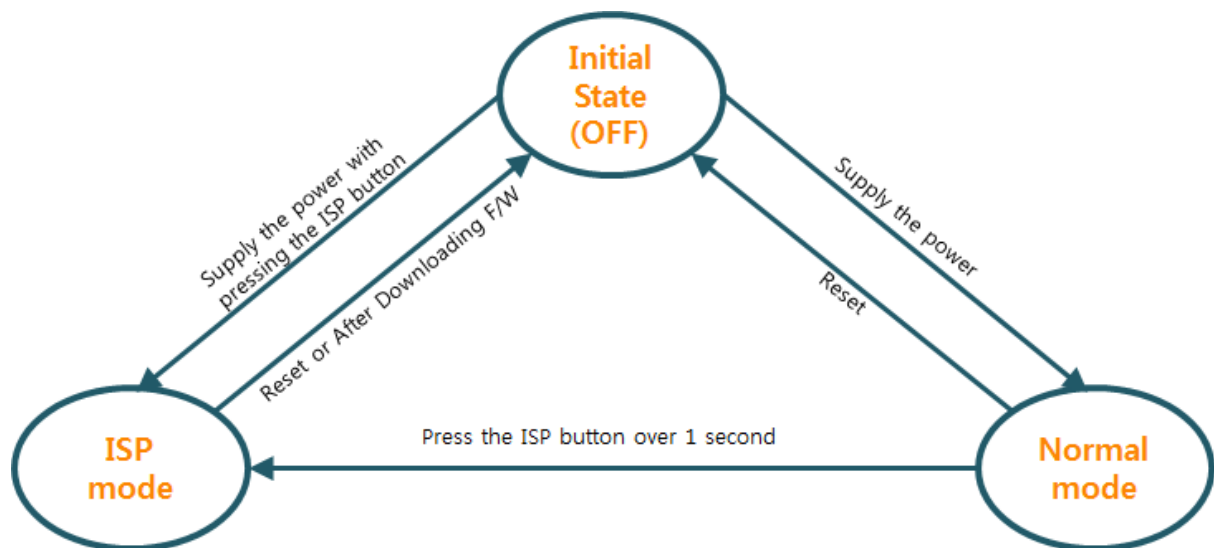 Initial
State
(OFF)
Supply the power with
pressing the ISP button
Reset or After Downloading F/W
Supply the power
Reset
Press the ISP button over 1 second
ISP
mode
Normal
mode